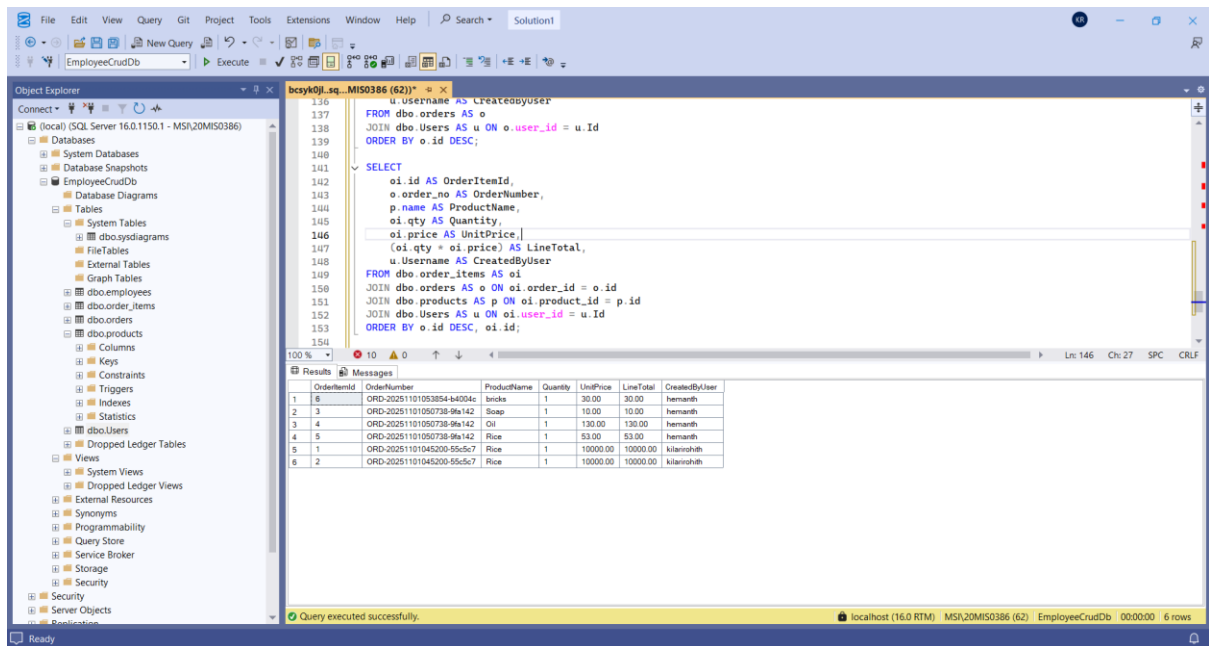 File Edit View Query Git Project Tools Extensions Window Help Search Solution1 KR
New Query
EmployeeCrudDb Execute
Object Explorer
Connect
(local) (SQL Server 16.0.1150.1 - MSI\20MIS0386)
Databases
System Databases
Database Snapshots
EmployeeCrudDb
Database Diagrams
Tables
System Tables
dbo.sysdiagrams
FileTables
External Tables
Graph Tables
dbo.employees
dbo.order_items
dbo.orders
dbo.products
Columns
Keys
Constraints
Triggers
Indexes
Statistics
dbo.Users
Dropped Ledger Tables
Views
System Views
Dropped Ledger Views
External Resources
Synonyms
Programmability
Query Store
Service Broker
Storage
Security
Security
Server Objects
Replication
bcsyk0jl..sq...MIS0386 (62))*
136 u.Username AS CreatedByUser
137 FROM dbo.orders AS o
138 JOIN dbo.Users AS u ON o.user_id = u.Id
139 ORDER BY o.id DESC;
140
141 SELECT
142 oi.id AS OrderItemId,
143 o.order_no AS OrderNumber,
144 p.name AS ProductName,
145 oi.qty AS Quantity,
146 oi.price AS UnitPrice,
147 (oi.qty * oi.price) AS LineTotal,
148 u.Username AS CreatedByUser
149 FROM dbo.order_items AS oi
150 JOIN dbo.orders AS o ON oi.order_id = o.id
151 JOIN dbo.products AS p ON oi.product_id = p.id
152 JOIN dbo.Users AS u ON oi.user_id = u.Id
153 ORDER BY o.id DESC, oi.id;
154
100 % 10 0 Ln: 146 Ch: 27 SPC CRLF
Results Messages
OrderItemId OrderNumber ProductName Quantity UnitPrice LineTotal CreatedByUser
1 6 ORD-20251101053854-b4004c bricks 1 30.00 30.00 hemanth
2 3 ORD-20251101050738-9fa142 Soap 1 10.00 10.00 hemanth
3 4 ORD-20251101050738-9fa142 Oil 1 130.00 130.00 hemanth
4 5 ORD-20251101050738-9fa142 Rice 1 53.00 53.00 hemanth
5 1 ORD-20251101045200-55c5c7 Rice 1 10000.00 10000.00 kilarirohith
6 2 ORD-20251101045200-55c5c7 Rice 1 10000.00 10000.00 kilarirohith
Query executed successfully. localhost (16.0 RTM) MSI\20MIS0386 (62) EmployeeCrudDb 00:00:00 6 rows
Ready